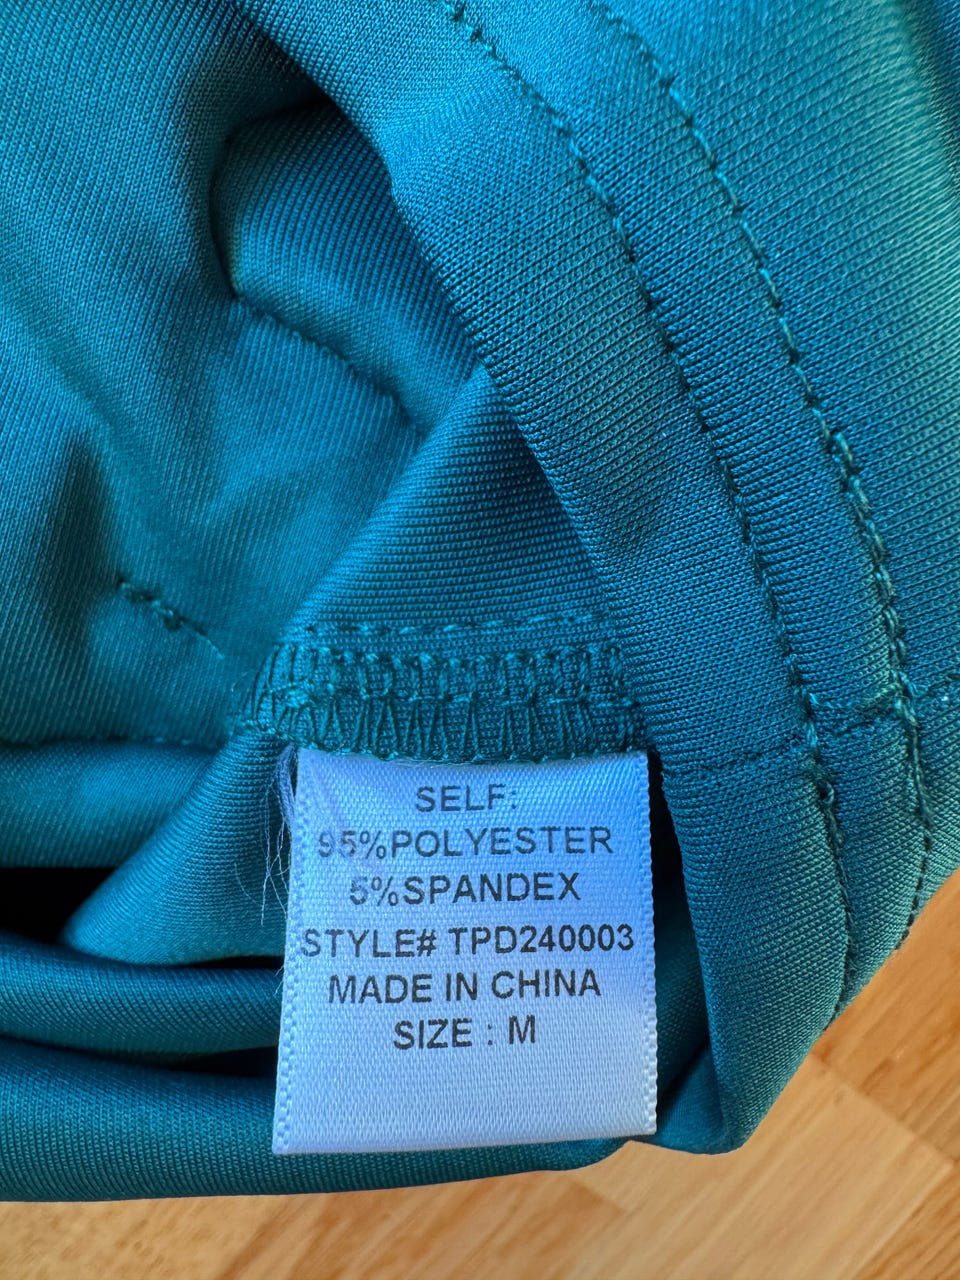 SELF:
95%POLYESTER
5%SPANDEX
STYLE# TPD240003
MADE IN CHINA
SIZE : M